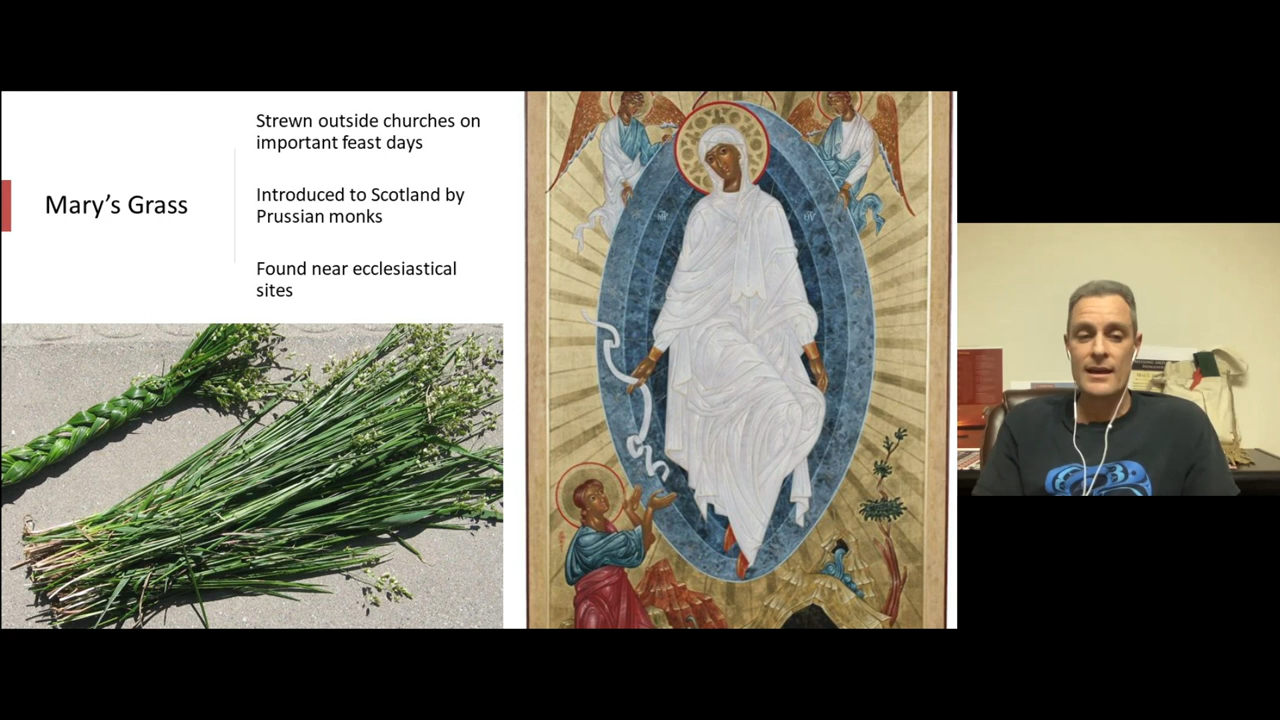 Mary’s Grass
Strewn outside churches on
important feast days
Introduced to Scotland by
Prussian monks
Found near ecclesiastical
sites